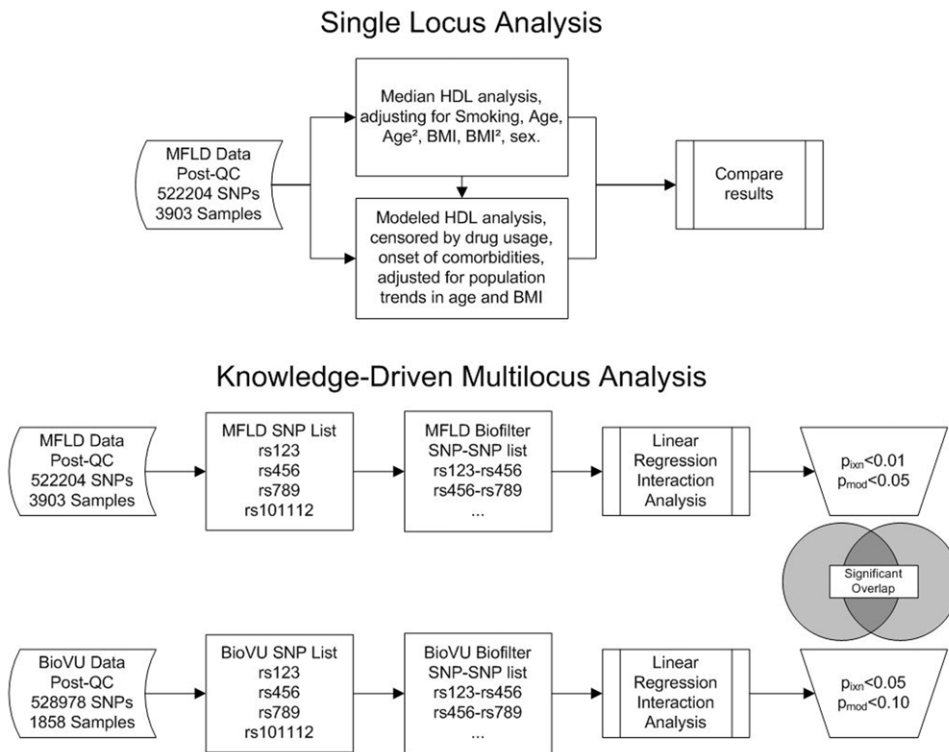 Single Locus Analysis
MFLD Data
Post-QC
522204 SNPs
3903 Samples
Median HDL analysis,
adjusting for Smoking, Age,
Age², BMI, BMI², sex.
Modeled HDL analysis,
censored by drug usage,
onset of comorbidities,
adjusted for population
trends in age and BMI
Compare
results
Knowledge-Driven Multilocus Analysis
MFLD Data
Post-QC
522204 SNPs
3903 Samples
MFLD SNP List
rs123
rs456
rs789
rs101112
MFLD Biofilter
SNP-SNP list
rs123-rs456
rs456-rs789
...
Linear
Regression
Interaction
Analysis
pixn<0.01
pmod<0.05
Significant
Overlap
BioVU Data
Post-QC
528978 SNPs
1858 Samples
BioVU SNP List
rs123
rs456
rs789
rs101112
BioVU Biofilter
SNP-SNP list
rs123-rs456
rs456-rs789
...
Linear
Regression
Interaction
Analysis
pixn<0.05
pmod<0.10